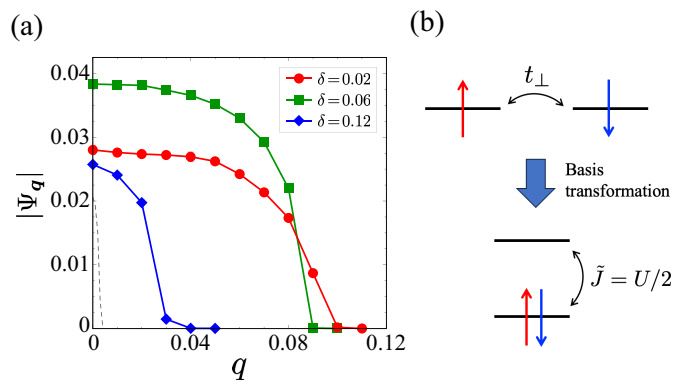 (a)
(b)
0.04
0.03
0.02
0.01
0
|Ψ_q|
δ = 0.02
δ = 0.06
δ = 0.12
0
0.04
0.08
0.12
q
t⊥
Basis
transformation
J̃ = U/2